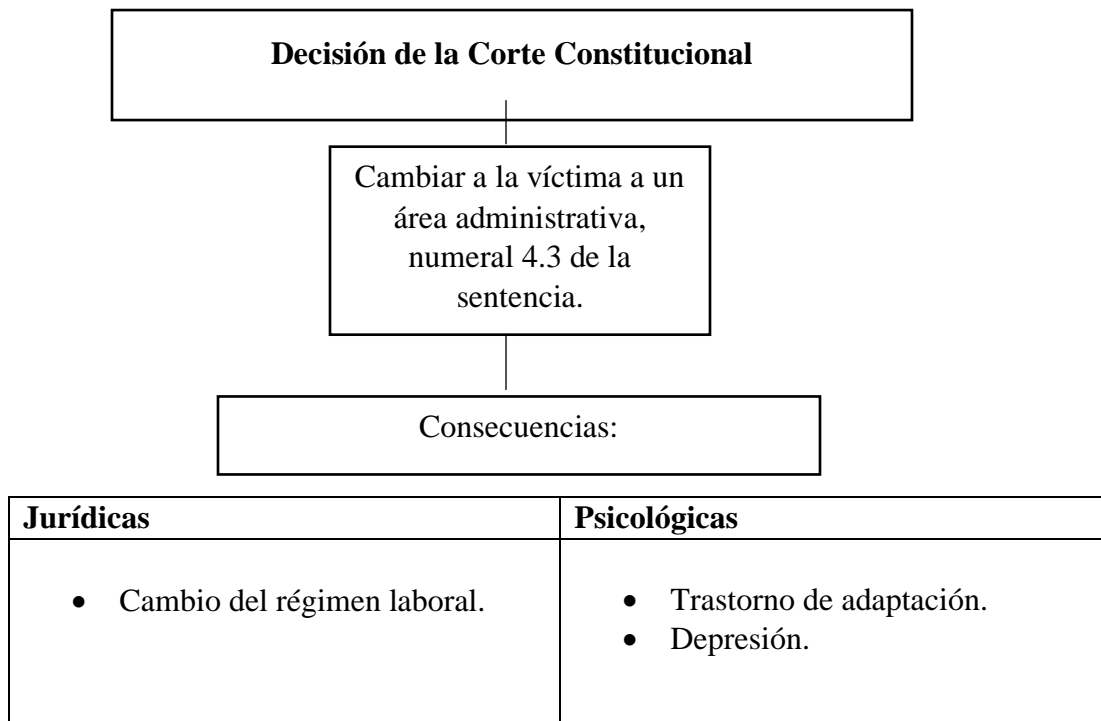 Decisión de la Corte Constitucional
Cambiar a la víctima a un
área administrativa,
numeral 4.3 de la
sentencia.
Consecuencias:
Jurídicas
Psicológicas
• Cambio del régimen laboral.
• Trastorno de adaptación.
• Depresión.